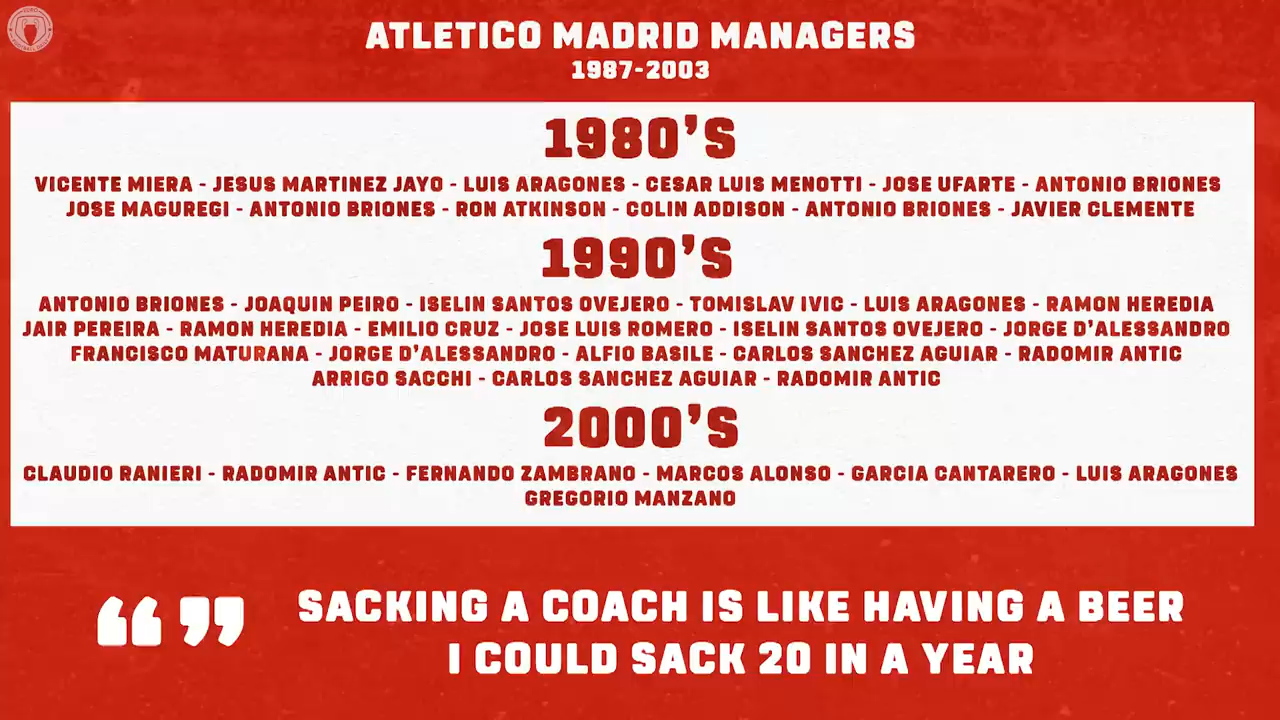 ATLETICO MADRID MANAGERS
1987-2003
1980'S
VICENTE MIERA - JESUS MARTINEZ JAYO - LUIS ARAGONES - CESAR LUIS MENOTTI - JOSE UFARTE - ANTONIO BRIONES
JOSE MAGUREGI - ANTONIO BRIONES - RON ATKINSON - COLIN ADDISON - ANTONIO BRIONES - JAVIER CLEMENTE
1990'S
ANTONIO BRIONES - JOAQUIN PEIRO - ISELIN SANTOS OVEJERO - TOMISLAV IVIC - LUIS ARAGONES - RAMON HEREDIA
JAIR PEREIRA - RAMON HEREDIA - EMILIO CRUZ - JOSE LUIS ROMERO - ISELIN SANTOS OVEJERO - JORGE D'ALESSANDRO
FRANCISCO MATURANA - JORGE D'ALESSANDRO - ALFIO BASILE - CARLOS SANCHEZ AGUIAR - RADOMIR ANTIC
ARRIGO SACCHI - CARLOS SANCHEZ AGUIAR - RADOMIR ANTIC
2000'S
CLAUDIO RANIERI - RADOMIR ANTIC - FERNANDO ZAMBRANO - MARCOS ALONSO - GARCIA CANTARERO - LUIS ARAGONES
GREGORIO MANZANO
“ ” SACKING A COACH IS LIKE HAVING A BEER
I COULD SACK 20 IN A YEAR